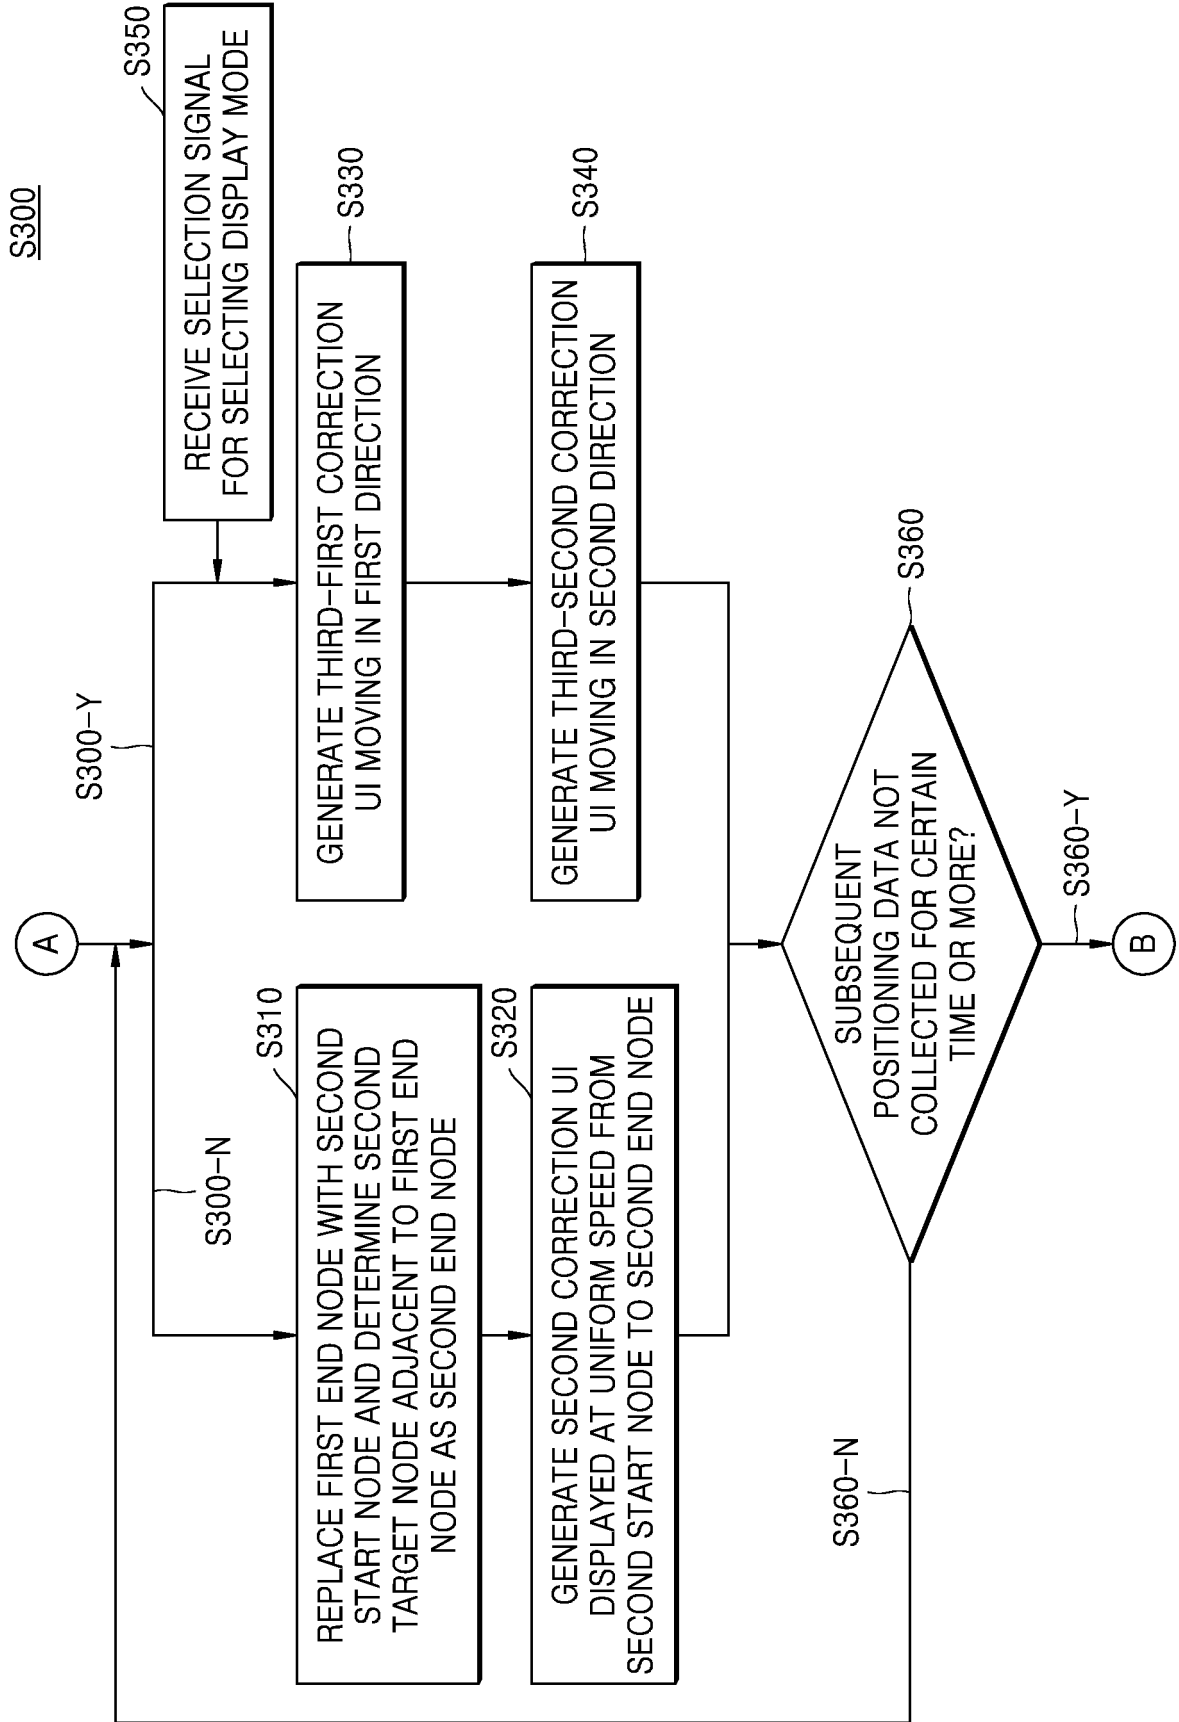 S300
A
S300-N
S300-Y
S350
RECEIVE SELECTION SIGNAL
FOR SELECTING DISPLAY MODE
S310
REPLACE FIRST END NODE WITH SECOND
START NODE AND DETERMINE SECOND
TARGET NODE ADJACENT TO FIRST END
NODE AS SECOND END NODE
S330
GENERATE THIRD-FIRST CORRECTION
UI MOVING IN FIRST DIRECTION
S320
GENERATE SECOND CORRECTION UI
DISPLAYED AT UNIFORM SPEED FROM
SECOND START NODE TO SECOND END NODE
S340
GENERATE THIRD-SECOND CORRECTION
UI MOVING IN SECOND DIRECTION
S360
SUBSEQUENT
POSITIONING DATA NOT
COLLECTED FOR CERTAIN
TIME OR MORE?
S360-N
S360-Y
B